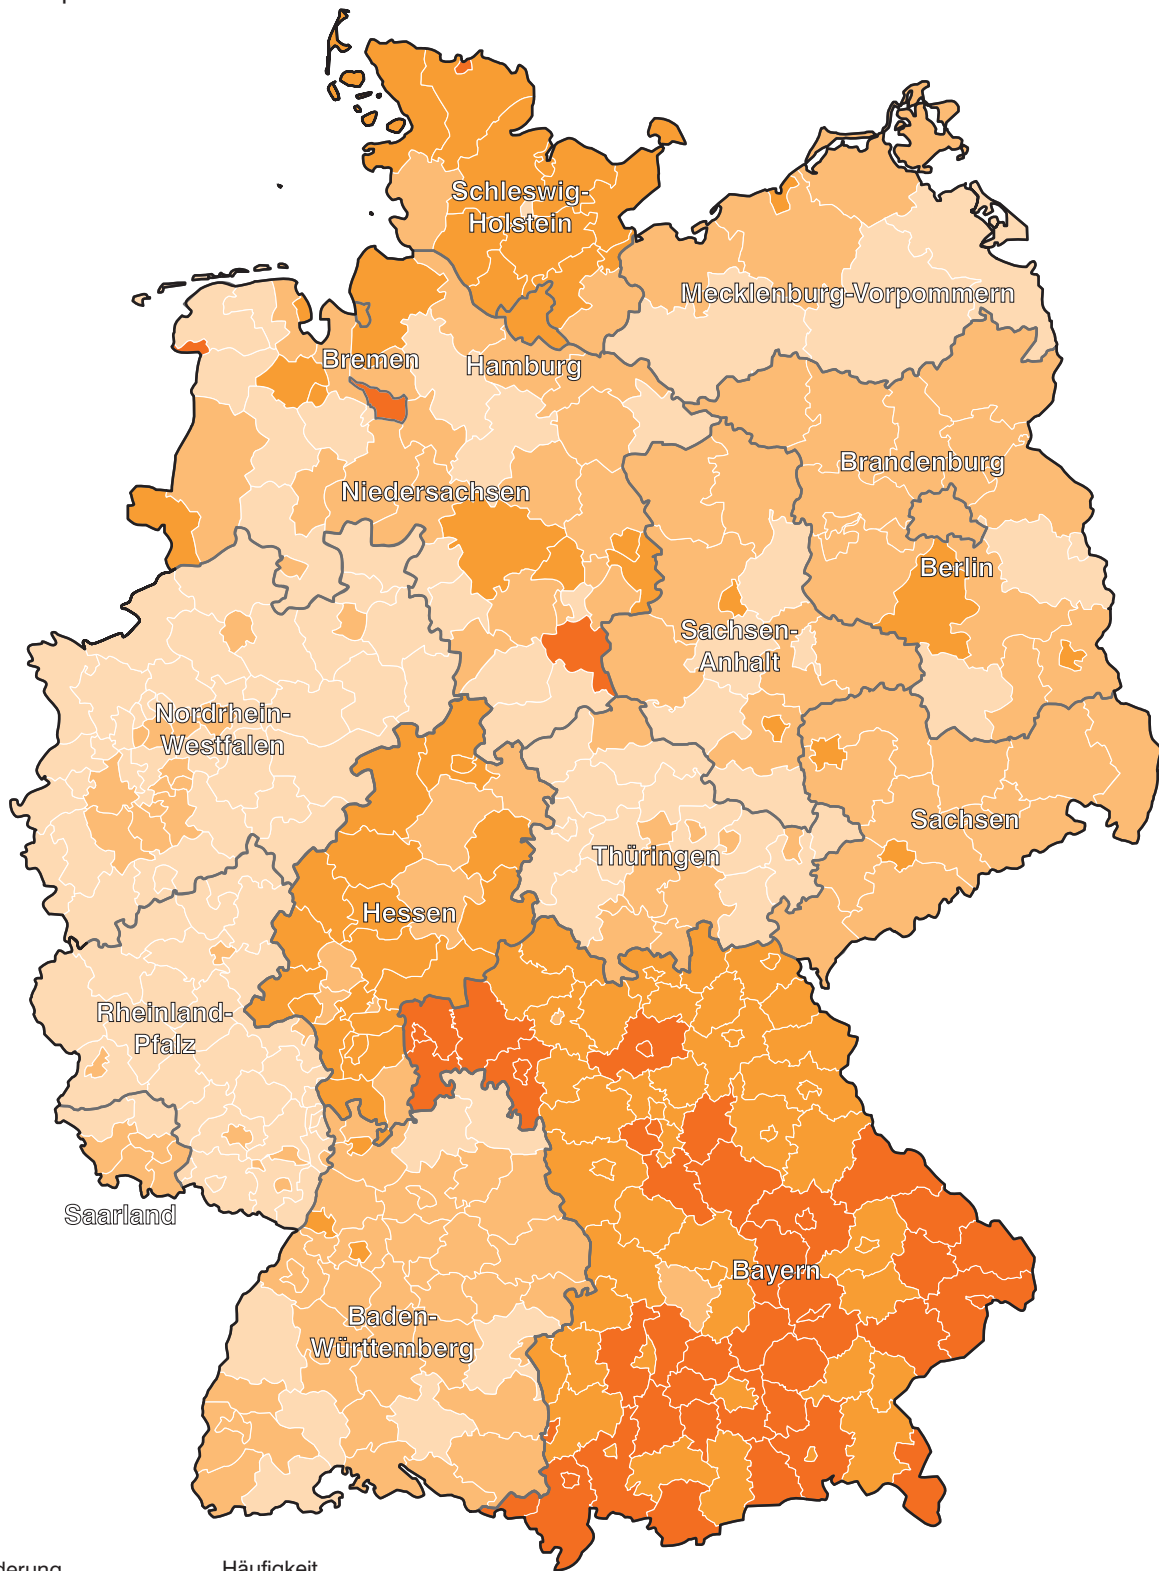 Schleswig-
Holstein
Mecklenburg-Vorpommern
Bremen
Hamburg
Brandenburg
Niedersachsen
Berlin
Sachsen-
Anhalt
Nordrhein-
Westfalen
Sachsen
Thüringen
Hessen
Rheinland-
Pfalz
Saarland
Bayern
Baden-
Württemberg
Häufigkeit